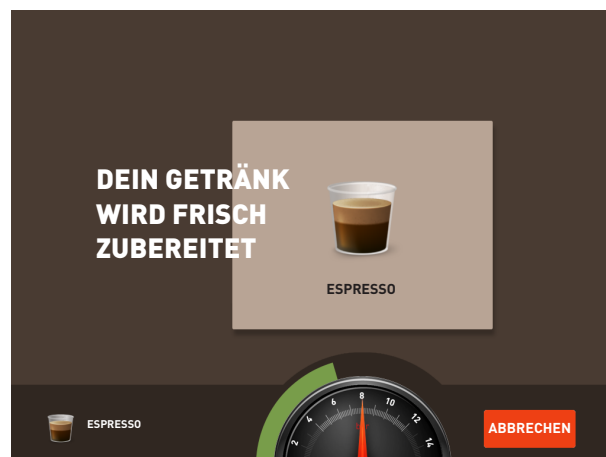 DEIN GETRÄNK
WIRD FRISCH
ZUBEREITET
ESPRESSO
ESPRESSO
2 4 6 8 10 12 14
ABBRECHEN